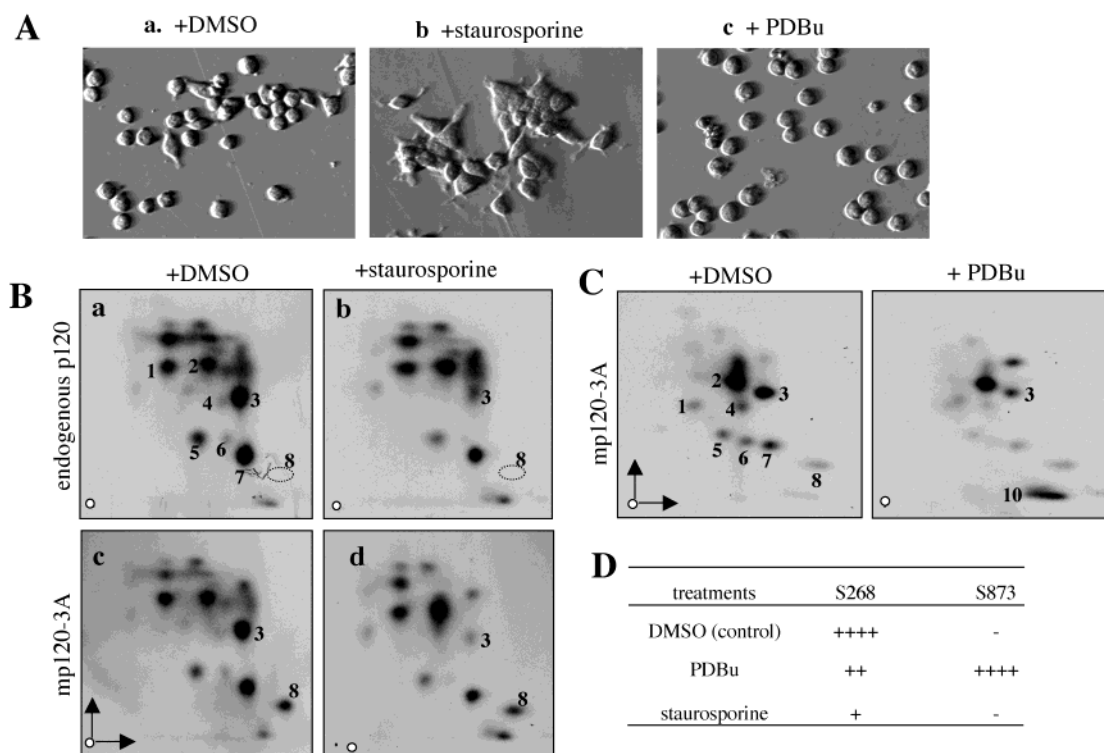 A
a. +DMSO
b +staurosporine
c + PDBu
B
+DMSO
+staurosporine
endogenous p120
a
1
2
3
4
5
6
7
8
b
3
8
mp120-3A
c
3
8
d
3
8
C
+DMSO
+ PDBu
mp120-3A
2
3
1
4
5
6
7
8
3
10
D
treatments S268 S873
DMSO (control) ++++ -
PDBu ++ ++++
staurosporine + -